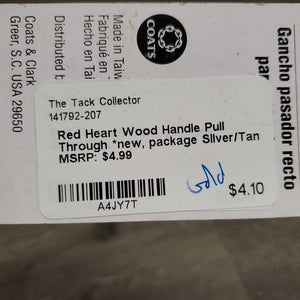 Made in Taiw
Fabriqué en
Hecho en Tai
COATS
Gancho pasador recto
par
Coats & Clark
Greer, S.C. USA 29650
Distributed b
The Tack Collector
141792-207
Red Heart Wood Handle Pull
Through *new, package Silver/Tan
MSRP: $4.99
Gold
$4.10
A4JY7T